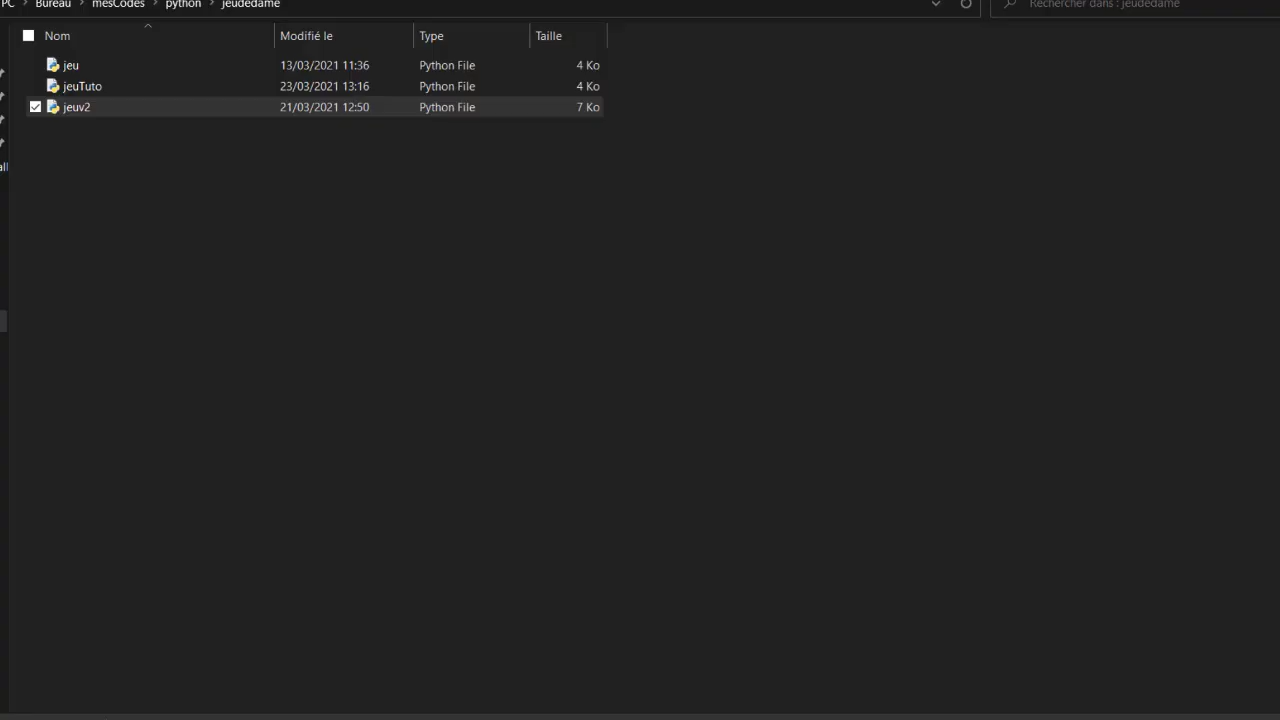 PC > Bureau > mesCodes > python > jeudedame
Rechercher dans : jeudedame
Nom Modifié le Type Taille
jeu 13/03/2021 11:36 Python File 4 Ko
jeuTuto 23/03/2021 13:16 Python File 4 Ko
jeuv2 21/03/2021 12:50 Python File 7 Ko
all